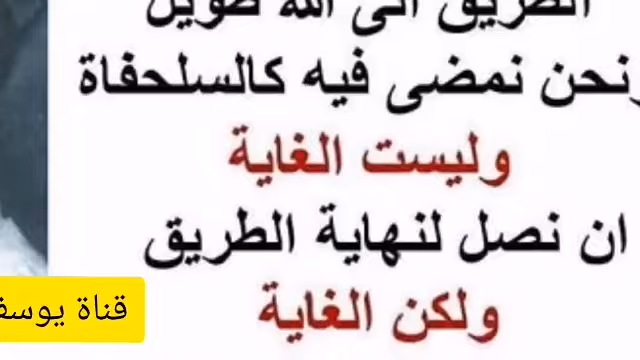 الطريق الى الله طويل
ونحن نمضى فيه كالسلحفاة
وليست الغاية
ان نصل لنهاية الطريق
ولكن الغاية
قناة يوسف